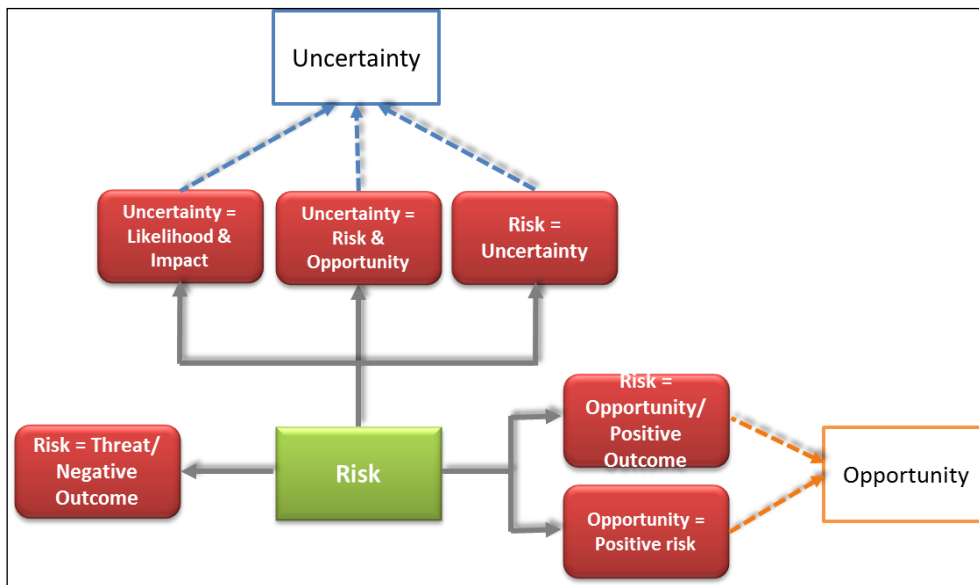 Uncertainty
Uncertainty =
Likelihood &
Impact
Uncertainty =
Risk &
Opportunity
Risk =
Uncertainty
Risk =
Opportunity/
Positive
Outcome
Risk = Threat/
Negative
Outcome
Risk
Opportunity
Opportunity =
Positive risk